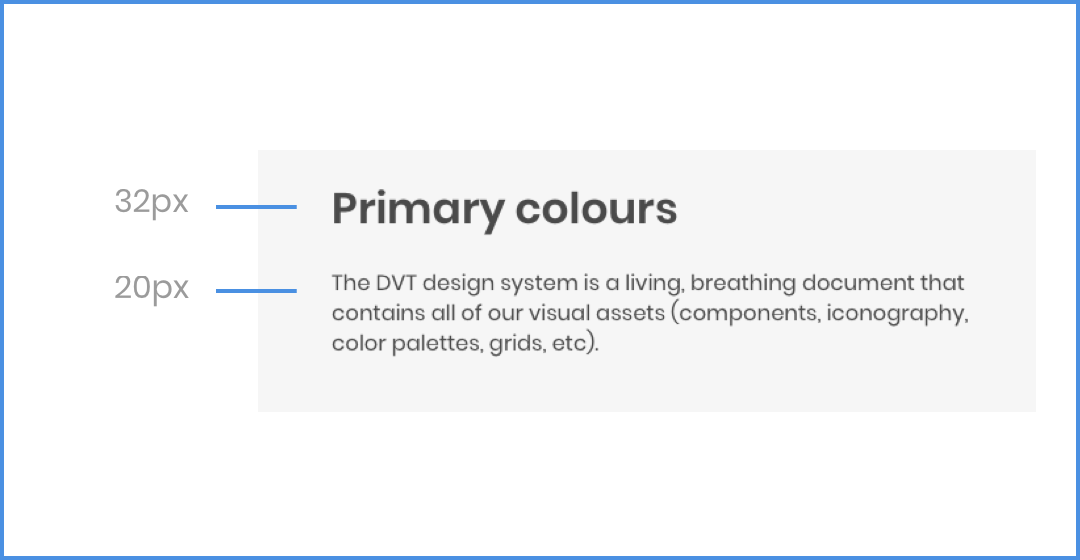 32px
Primary colours
20px
The DVT design system is a living, breathing document that
contains all of our visual assets (components, iconography,
color palettes, grids, etc).